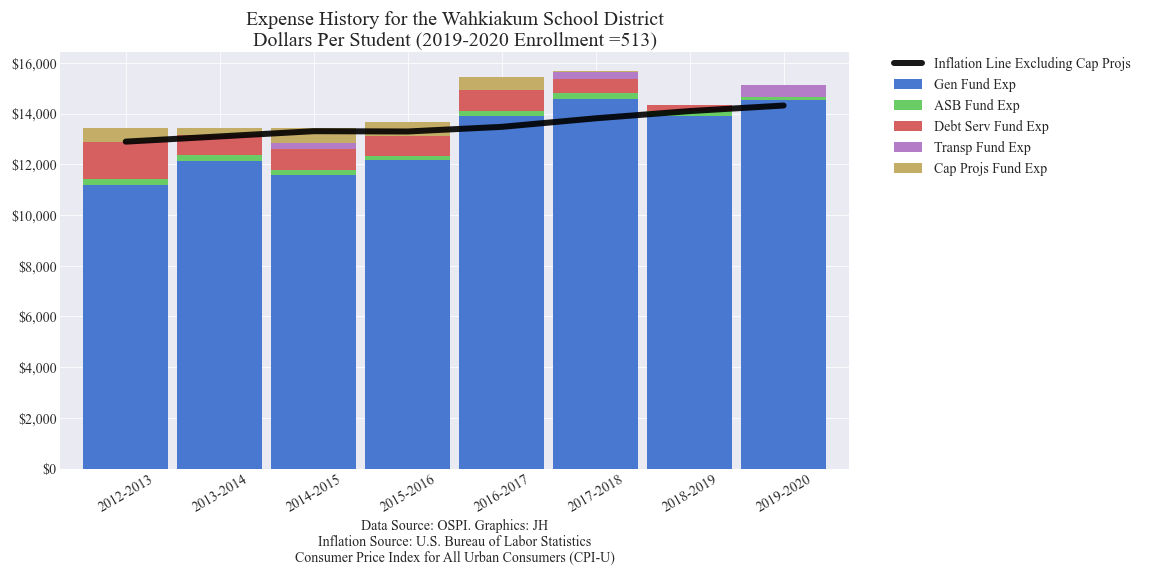 Expense History for the Wahkiakum School District
Dollars Per Student (2019-2020 Enrollment =513)
$16,000
$14,000
$12,000
$10,000
$8,000
$6,000
$4,000
$2,000
$0
2012-2013
2013-2014
2014-2015
2015-2016
2016-2017
2017-2018
2018-2019
2019-2020
Inflation Line Excluding Cap Projs
Gen Fund Exp
ASB Fund Exp
Debt Serv Fund Exp
Transp Fund Exp
Cap Projs Fund Exp
Data Source: OSPI. Graphics: JH
Inflation Source: U.S. Bureau of Labor Statistics
Consumer Price Index for All Urban Consumers (CPI-U)